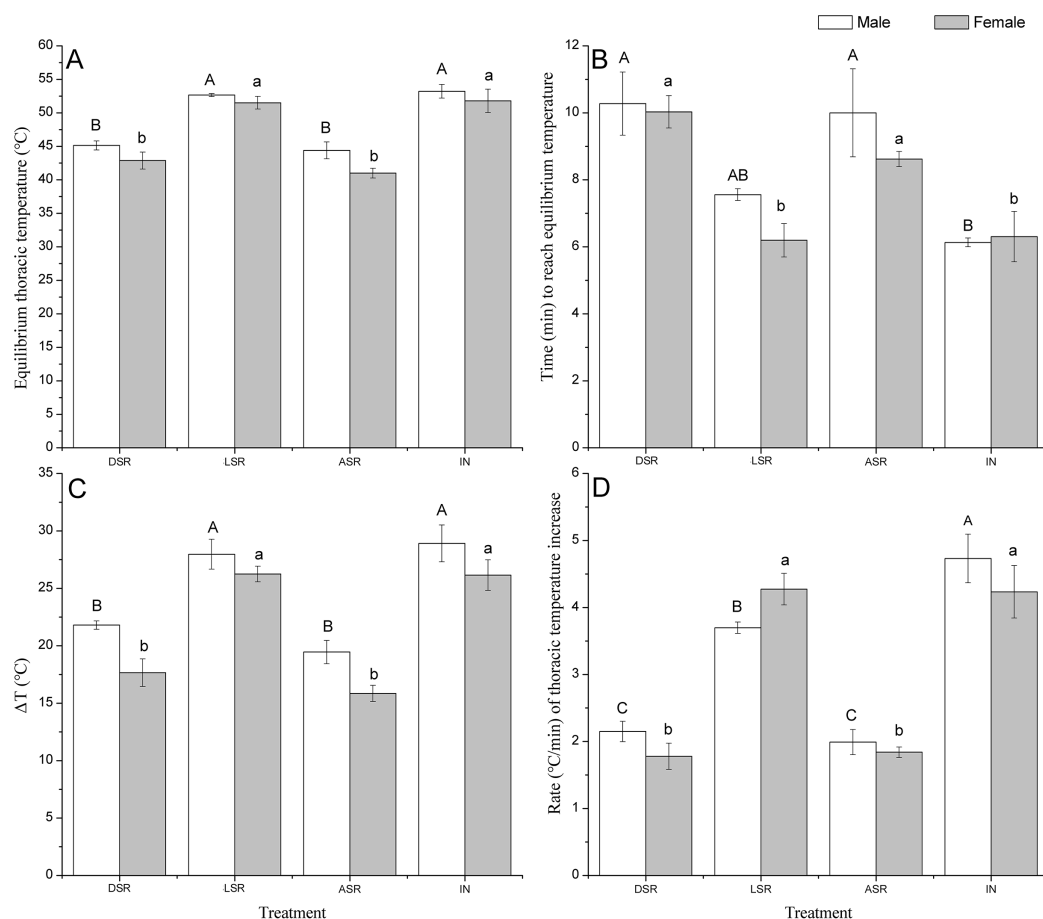 Male Female
A
Equilibrium thoracic temperature (°C)
60
55
50
45
40
35
30
25
20
15
10
5
0
B b A a B b A a
DSR LSR ASR IN
B
Time (min) to reach equilibrium temperature
12
10
8
6
4
2
0
A a AB b A a B b
DSR LSR ASR IN
C
ΔT (°C)
35
30
25
20
15
10
5
0
B b A a B b A a
DSR LSR ASR IN
Treatment
D
Rate (°C/min) of thoracic temperature increase
6
5
4
3
2
1
0
C b B a C b A a
DSR LSR ASR IN
Treatment